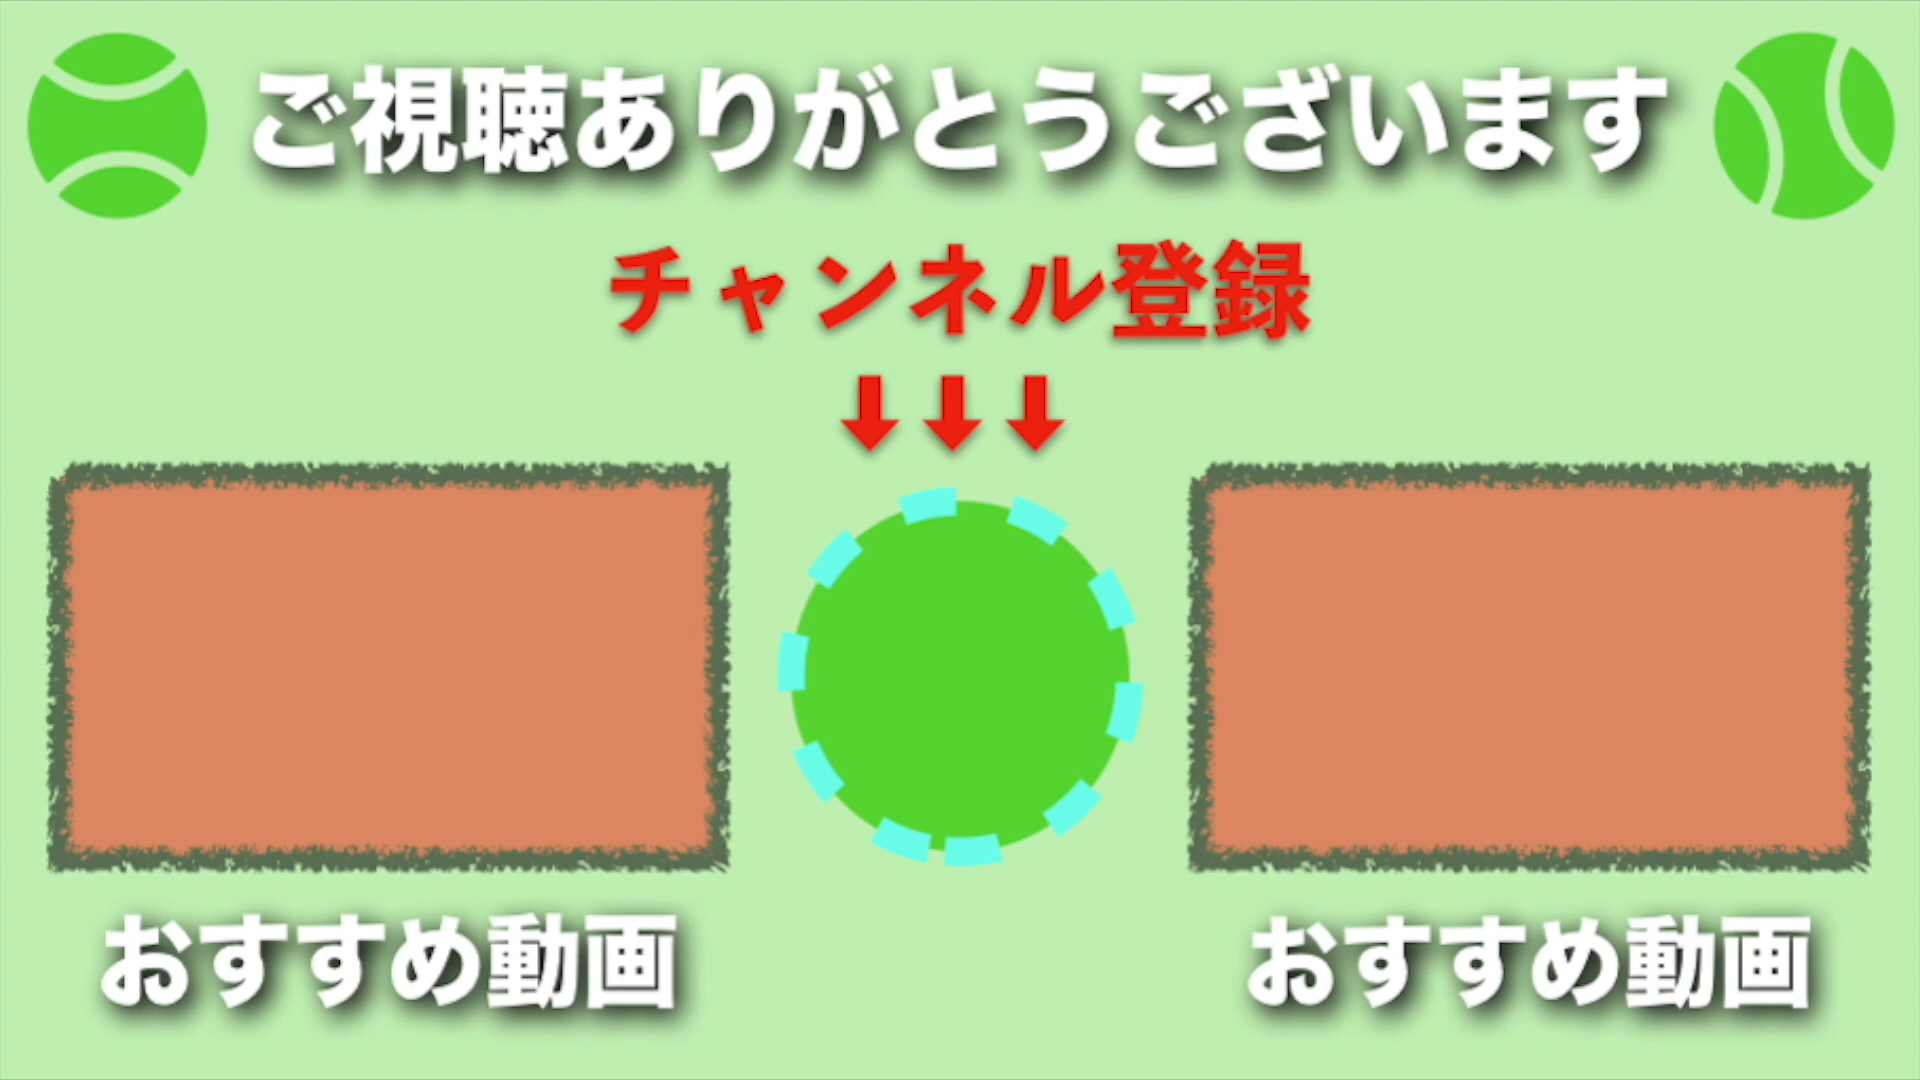 ご視聴ありがとうございます
チャンネル登録
おすすめ動画
おすすめ動画